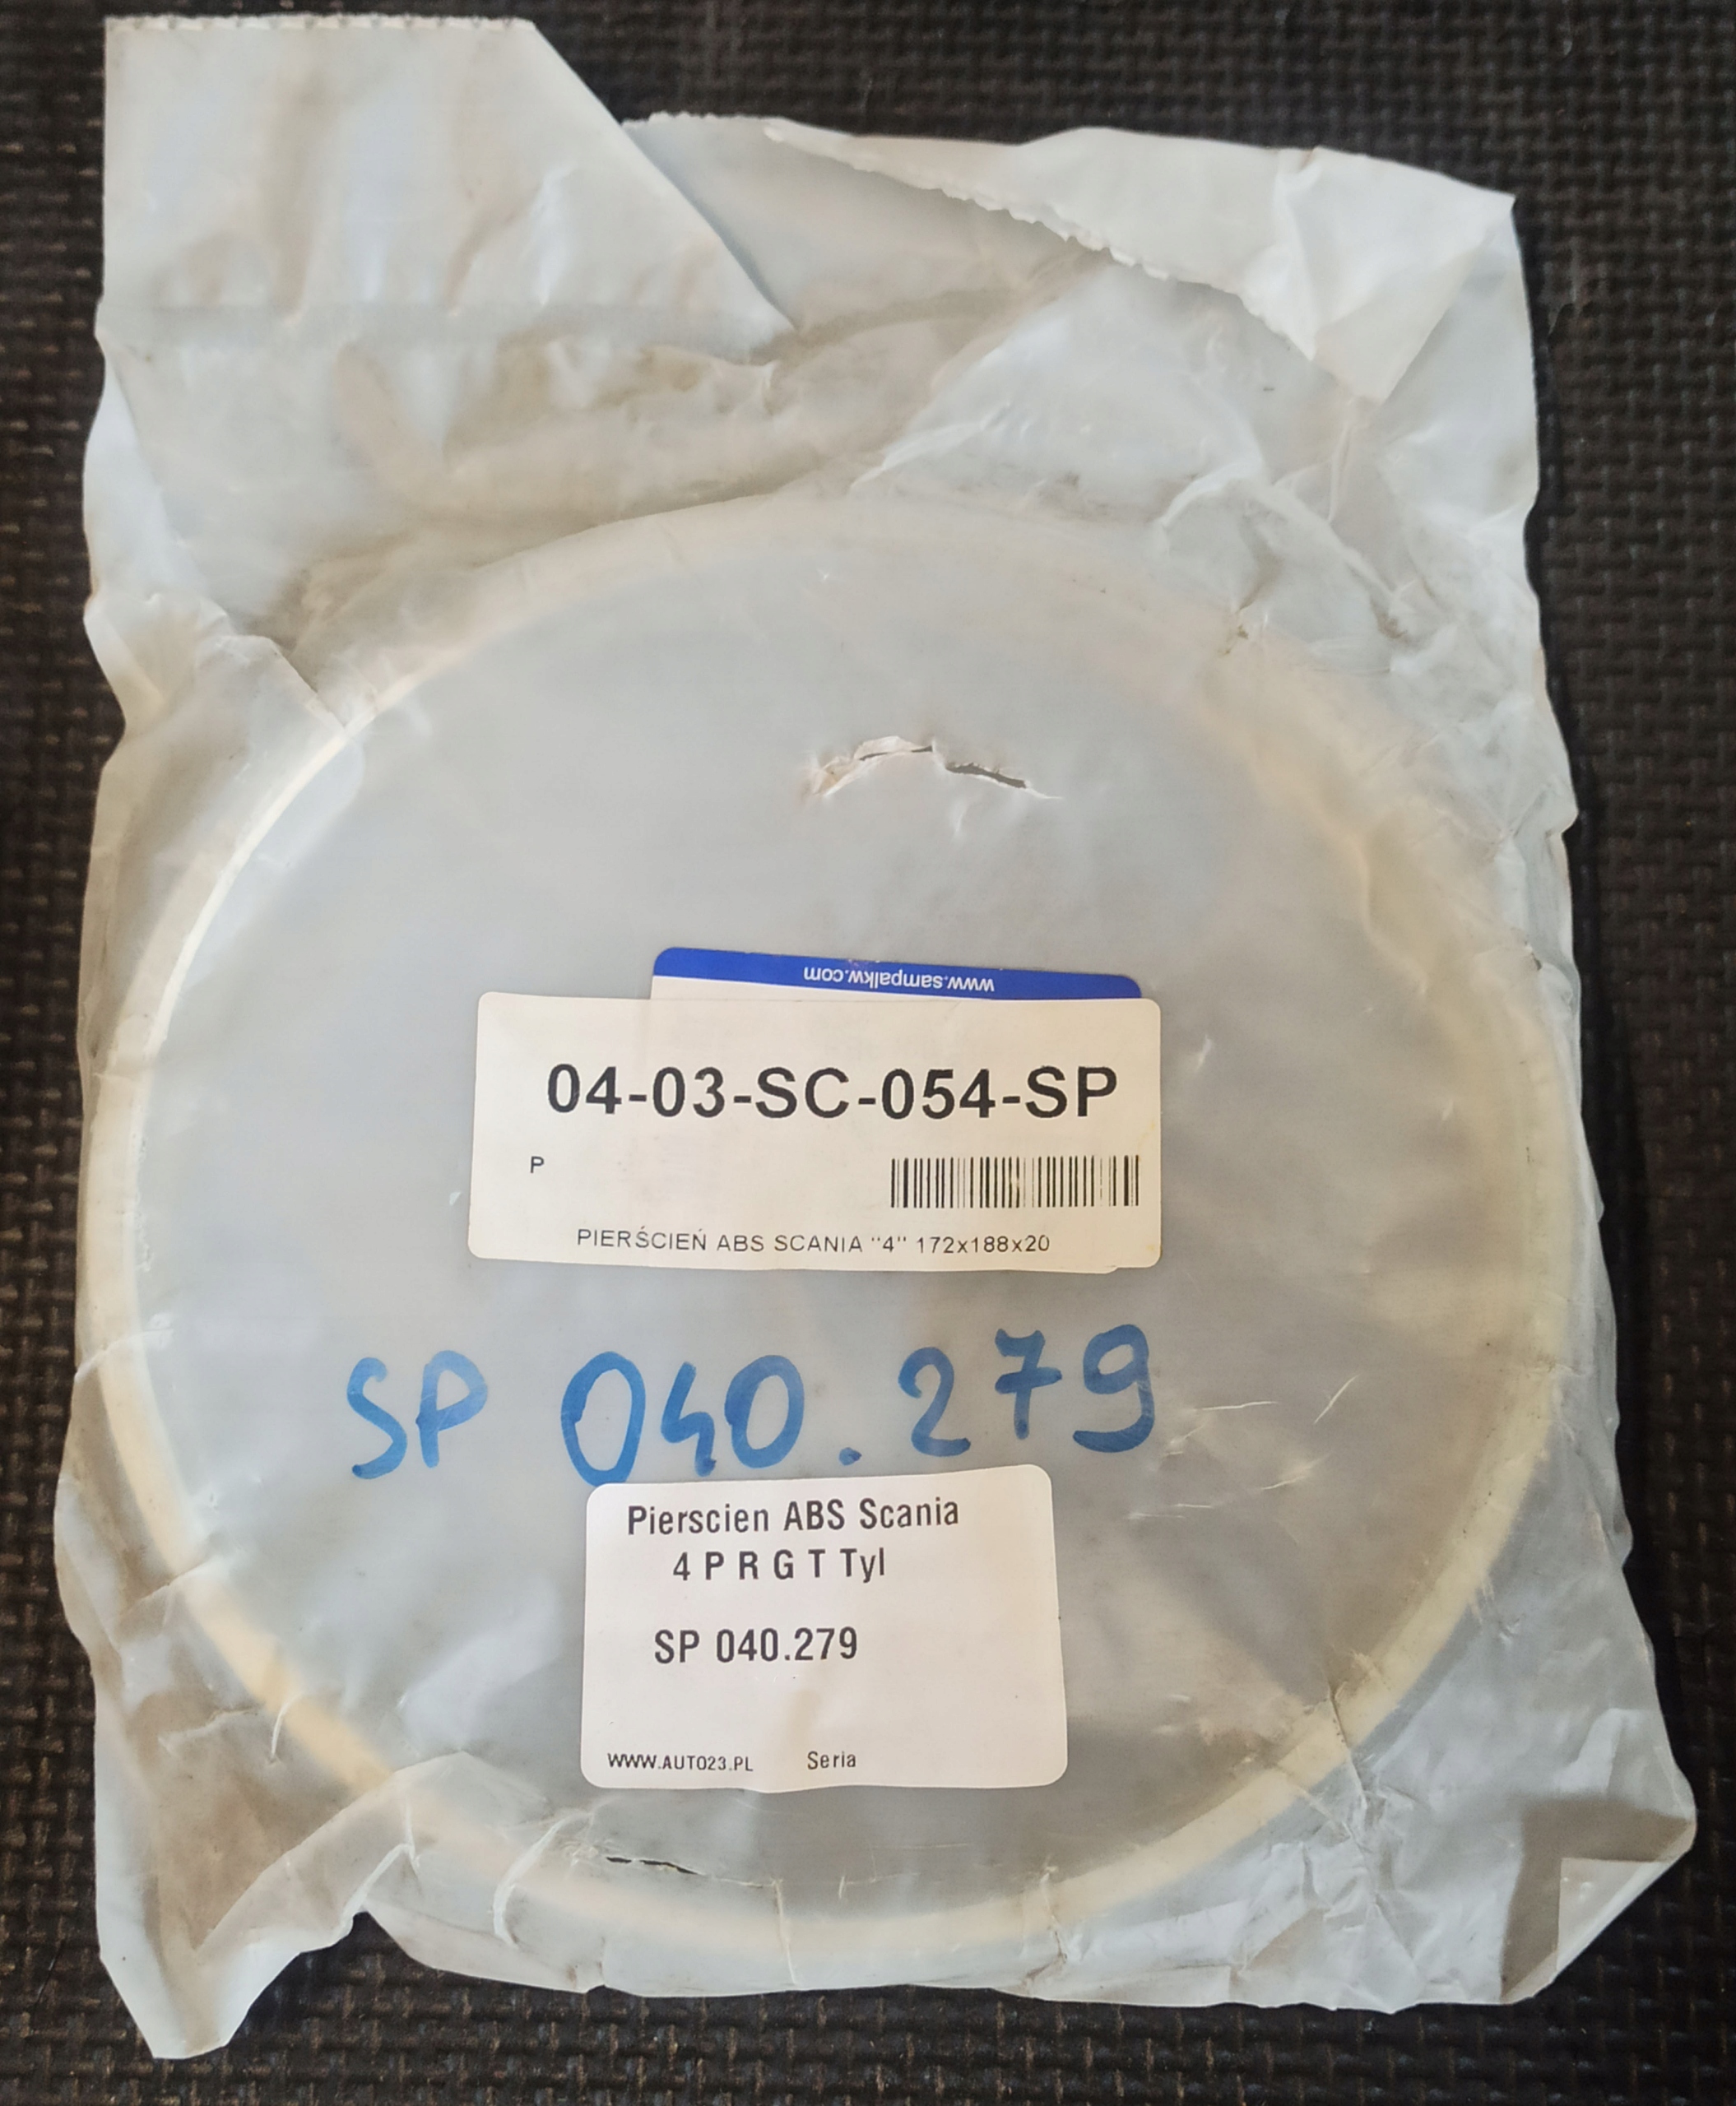 www.sampalkw.com
04-03-SC-054-SP
P
PIERŚCIEŃ ABS SCANIA "4" 172x188x20
SP 040.279
Pierscien ABS Scania
4 P R G T Tyl
SP 040.279
WWW.AUTO23.PL Seria